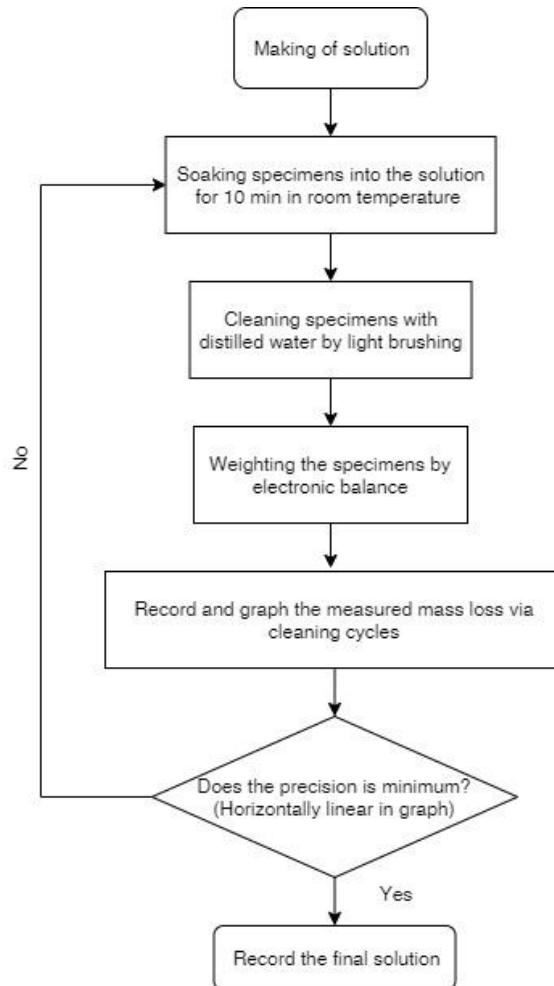 Making of solution
Soaking specimens into the solution
for 10 min in room temperature
Cleaning specimens with
distilled water by light brushing
Weighting the specimens by
electronic balance
No
Record and graph the measured mass loss via
cleaning cycles
Does the precision is minimum?
(Horizontally linear in graph)
Yes
Record the final solution